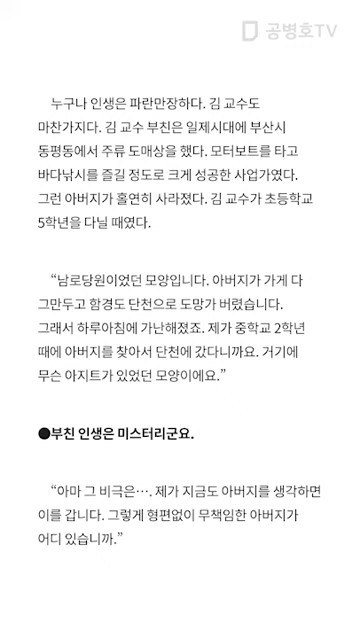 공병호TV
누구나 인생은 파란만장하다. 김 교수도
마찬가지다. 김 교수 부친은 일제시대에 부산시
동평동에서 주류 도매상을 했다. 모터보트를 타고
바다낚시를 즐길 정도로 크게 성공한 사업가였다.
그런 아버지가 홀연히 사라졌다. 김 교수가 초등학교
5학년을 다닐 때였다.
“남로당원이었던 모양입니다. 아버지가 가게 다
그만두고 함경도 단천으로 도망가 버렸습니다.
그래서 하루아침에 가난해졌죠. 제가 중학교 2학년
때에 아버지를 찾아서 단천에 갔다니까요. 거기에
무슨 아지트가 있었던 모양이에요.”
●부친 인생은 미스터리군요.
“아마 그 비극은…. 제가 지금도 아버지를 생각하면
이를 갑니다. 그렇게 형편없이 무책임한 아버지가
어디 있습니까.”